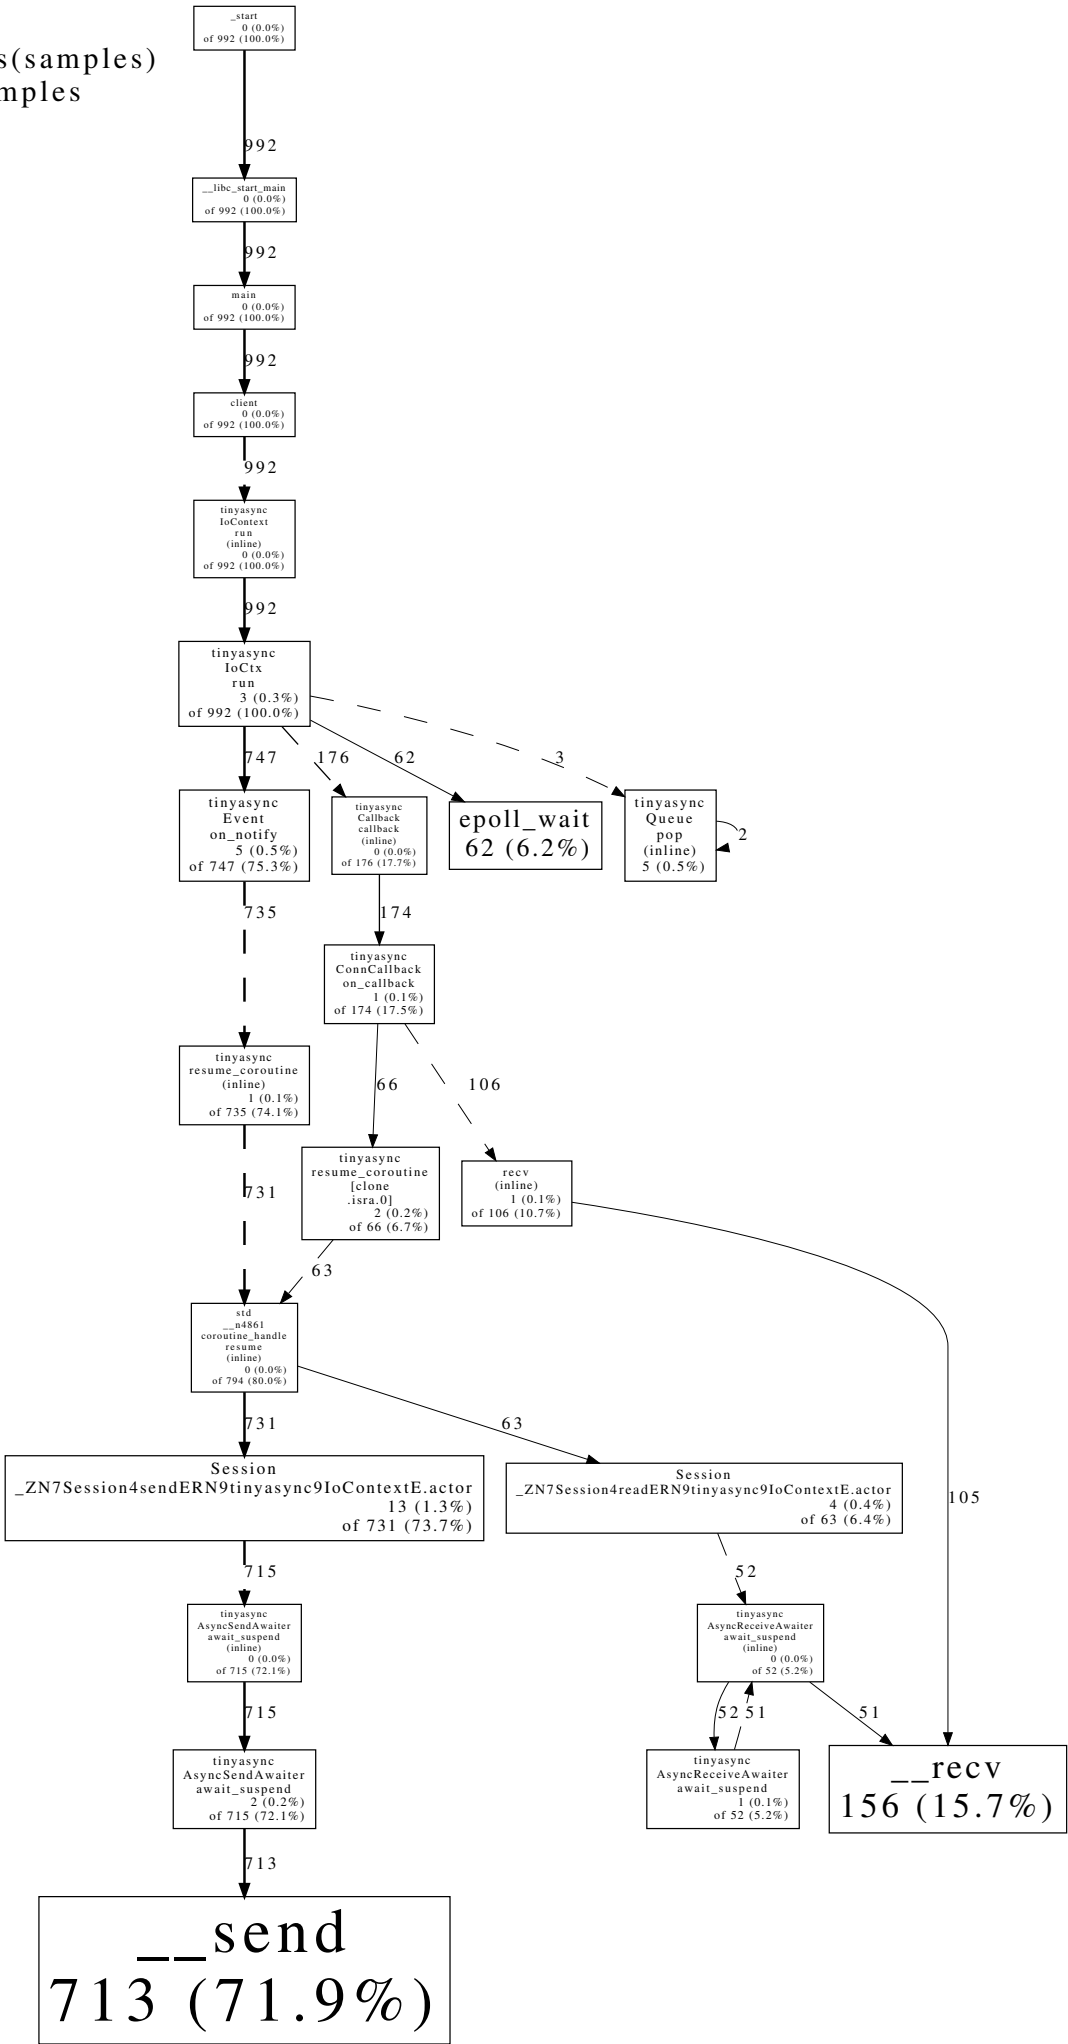 _start
0 (0.0%)
of 992 (100.0%)
s(samples)
mples
992
__libc_start_main
0 (0.0%)
of 992 (100.0%)
992
main
0 (0.0%)
of 992 (100.0%)
992
client
0 (0.0%)
of 992 (100.0%)
992
tinyasync
IoContext
run
(inline)
0 (0.0%)
of 992 (100.0%)
992
tinyasync
IoCtx
run
3 (0.3%)
of 992 (100.0%)
747
176
62
3
tinyasync
Event
on_notify
5 (0.5%)
of 747 (75.3%)
tinyasync
Callback
callback
(inline)
0 (0.0%)
of 176 (17.7%)
epoll_wait
62 (6.2%)
tinyasync
Queue
pop
(inline)
5 (0.5%)
2
735
174
tinyasync
ConnCallback
on_callback
1 (0.1%)
of 174 (17.5%)
tinyasync
resume_coroutine
(inline)
1 (0.1%)
of 735 (74.1%)
66
106
731
tinyasync
resume_coroutine
[clone
.isra.0]
2 (0.2%)
of 66 (6.7%)
recv
(inline)
1 (0.1%)
of 106 (10.7%)
63
std
__n4861
coroutine_handle
resume
(inline)
0 (0.0%)
of 794 (80.0%)
731
63
Session
_ZN7Session4sendERN9tinyasync9IoContextE.actor
13 (1.3%)
of 731 (73.7%)
Session
_ZN7Session4readERN9tinyasync9IoContextE.actor
4 (0.4%)
of 63 (6.4%)
105
715
52
tinyasync
AsyncSendAwaiter
await_suspend
(inline)
0 (0.0%)
of 715 (72.1%)
tinyasync
AsyncReceiveAwaiter
await_suspend
(inline)
0 (0.0%)
of 52 (5.2%)
715
52
51
51
tinyasync
AsyncSendAwaiter
await_suspend
2 (0.2%)
of 715 (72.1%)
tinyasync
AsyncReceiveAwaiter
await_suspend
1 (0.1%)
of 52 (5.2%)
__recv
156 (15.7%)
713
__send
713 (71.9%)